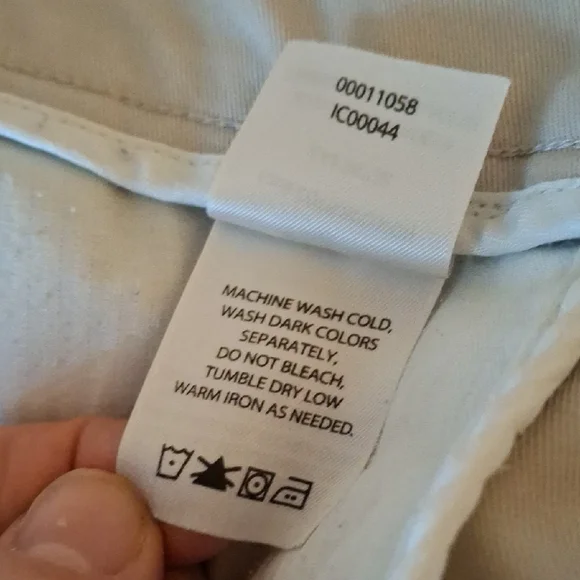 00011058
IC00044
MACHINE WASH COLD,
WASH DARK COLORS
SEPARATELY,
DO NOT BLEACH,
TUMBLE DRY LOW
WARM IRON AS NEEDED.